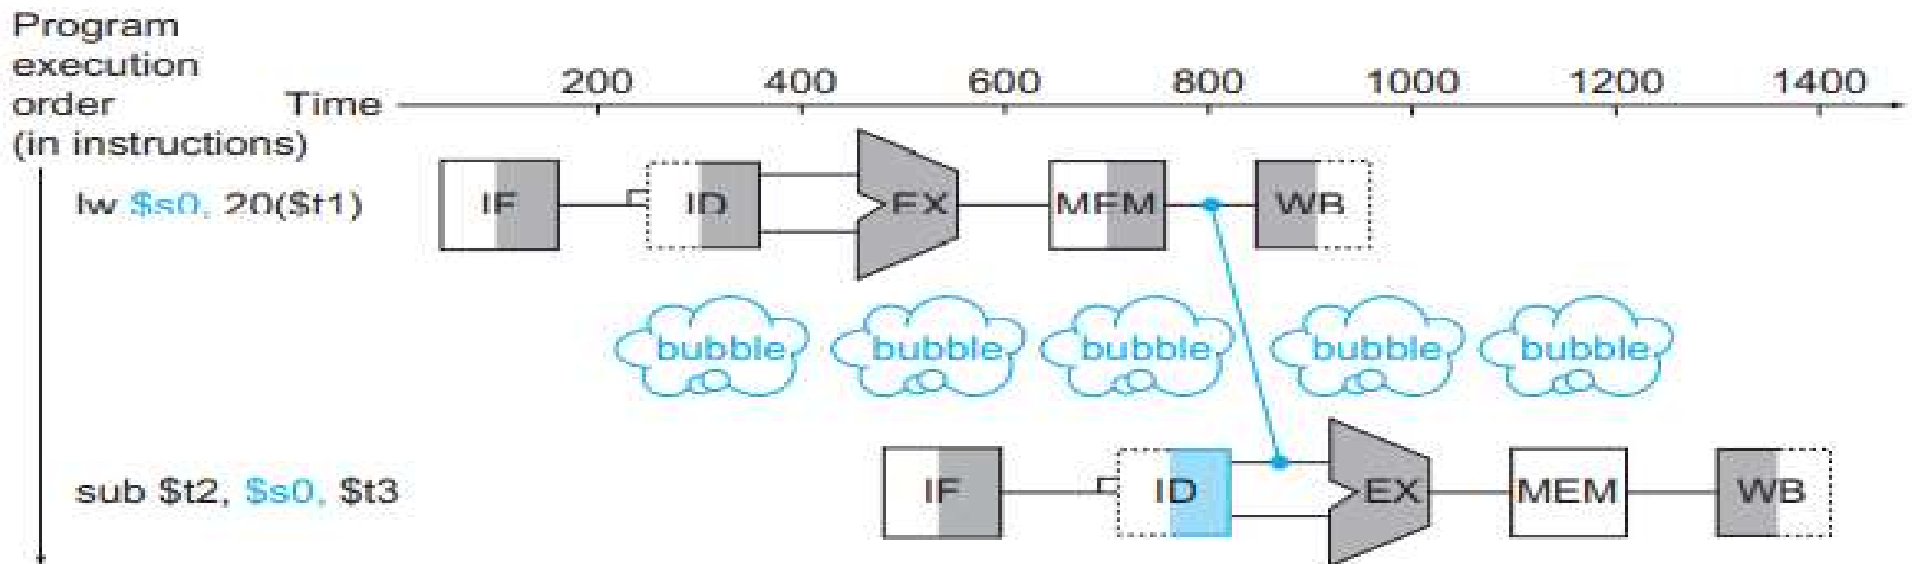 Program
execution
order
(in instructions)
Time
200 400 600 800 1000 1200 1400
lw $s0, 20($t1)
IF ID EX MEM WB
bubble bubble bubble bubble bubble
sub $t2, $s0, $t3
IF ID EX MEM WB